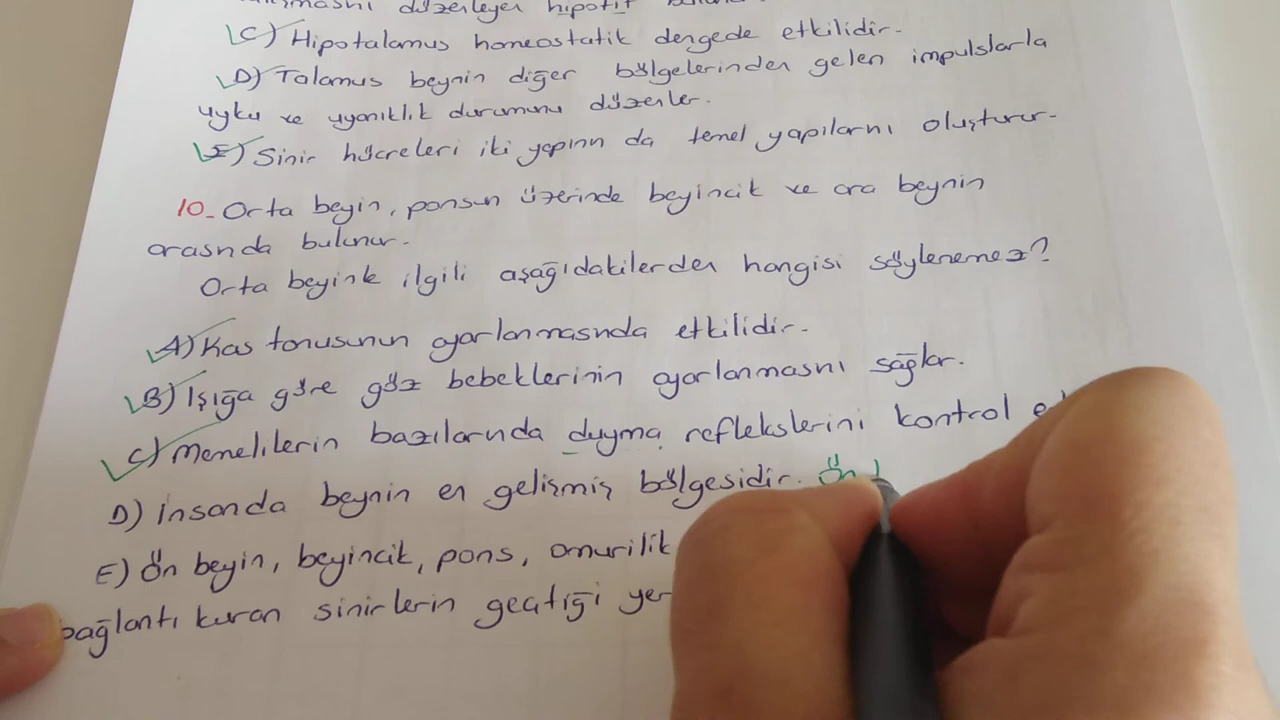 düzenleyen hipofiz
C) Hipotalamus homeostatik dengede etkilidir.
D) Talamus beynin diğer bölgelerinden gelen impulslarla
uyku ve uyanıklık durumunu düzenler.
E) Sinir hücreleri iki yapının da temel yapılarını oluşturur.
10- Orta beyin, ponsun üzerinde beyincik ve ara beynin
arasında bulunur.
Orta beyinle ilgili aşağıdakilerden hangisi söylenemez?
A) Kas tonusunun ayarlanmasında etkilidir.
B) Işığa göre göz bebeklerinin ayarlanmasını sağlar.
C) Memelilerin bazılarında duyma reflekslerini kontrol
D) İnsanda beynin en gelişmiş bölgesidir. Ön
E) Ön beyin, beyincik, pons, omurilik
bağlantı kuran sinirlerin geçtiği yer